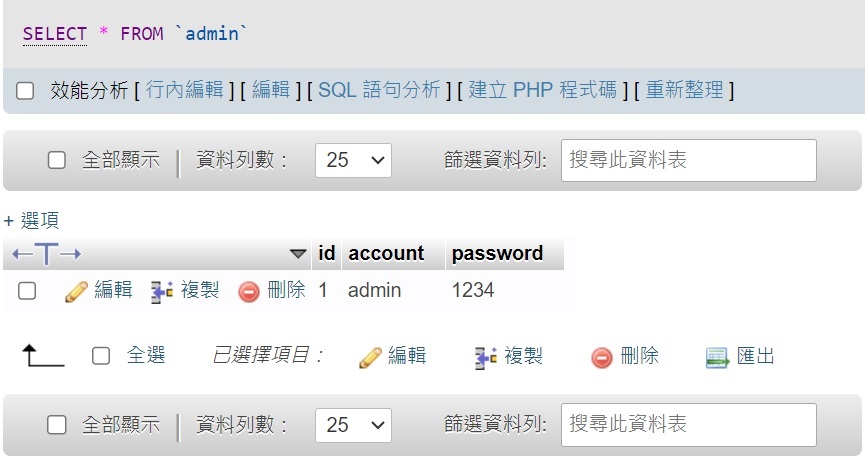 SELECT * FROM `admin`
效能分析 [ 行內編輯 ] [ 編輯 ] [ SQL 語句分析 ] [ 建立 PHP 程式碼 ] [ 重新整理 ]
全部顯示 | 資料列數： 25 篩選資料列: 搜尋此資料表
+ 選項
←T→ id account password
編輯 複製 刪除 1 admin 1234
全選 已選擇項目： 編輯 複製 刪除 匯出
全部顯示 | 資料列數： 25 篩選資料列: 搜尋此資料表